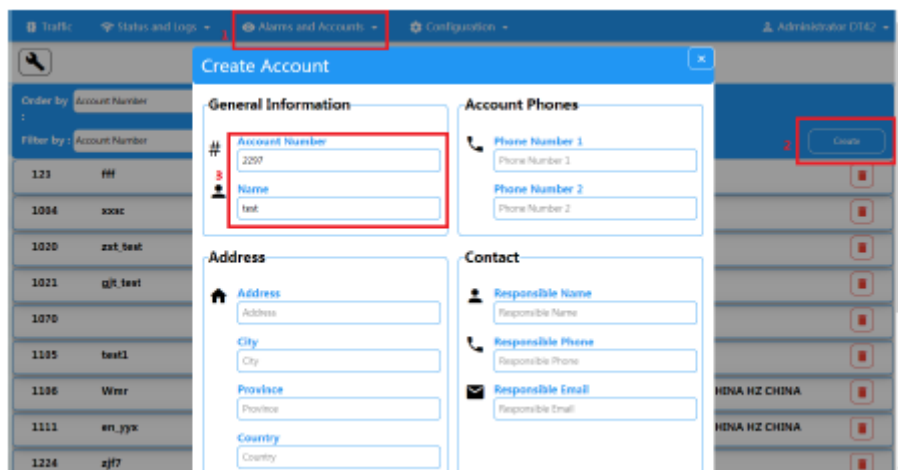 Traffic Status and Logs 1 Alarms and Accounts Configuration Administrator DT42
Create Account ×
Order by : Account Number
Filter by : Account Number
2 Create
General Information
# Account Number
2297
3
Name
test
Account Phones
Phone Number 1
Phone Number 1
Phone Number 2
Phone Number 2
Address
Address
Address
City
City
Province
Province
Country
Country
Contact
Responsible Name
Responsible Name
Responsible Phone
Responsible Phone
Responsible Email
Responsible Email
123 fff
1004
1020 zxt_test
1021 gjt_test
1070
1105 test1
1106 Wmr HINA HZ CHINA
1111 en_yyx HINA HZ CHINA
1224 zjf7